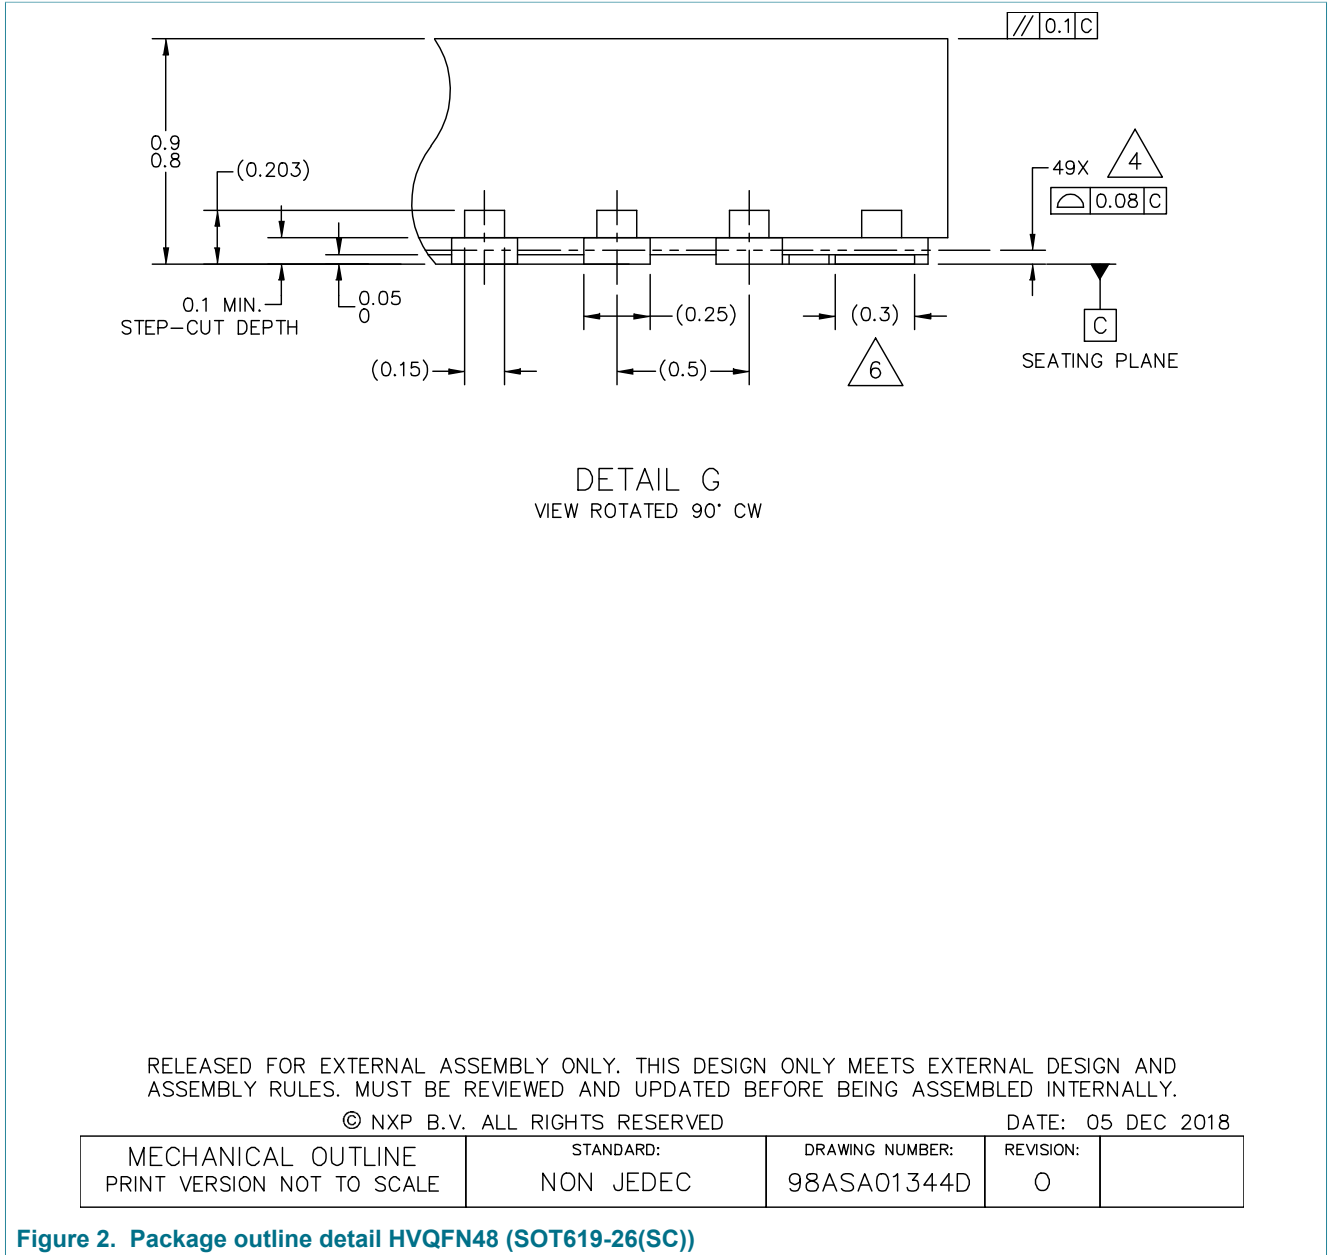 // 0.1 C
0.9
0.8
(0.203)
49X 4
0.08 C
0.1 MIN.
STEP-CUT DEPTH
0.05
0
(0.25)
(0.3)
C
SEATING PLANE
(0.15)
(0.5)
6
DETAIL G
VIEW ROTATED 90° CW
RELEASED FOR EXTERNAL ASSEMBLY ONLY. THIS DESIGN ONLY MEETS EXTERNAL DESIGN AND
ASSEMBLY RULES. MUST BE REVIEWED AND UPDATED BEFORE BEING ASSEMBLED INTERNALLY.
© NXP B.V. ALL RIGHTS RESERVED
DATE: 05 DEC 2018
MECHANICAL OUTLINE
PRINT VERSION NOT TO SCALE
STANDARD:
NON JEDEC
DRAWING NUMBER:
98ASA01344D
REVISION:
O
Figure 2. Package outline detail HVQFN48 (SOT619-26(SC))